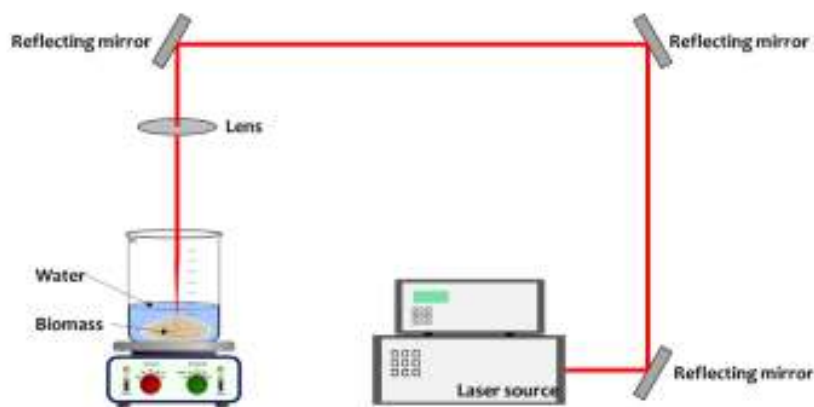 Reflecting mirror
Reflecting mirror
Lens
Water
Biomass
Laser source
Reflecting mirror